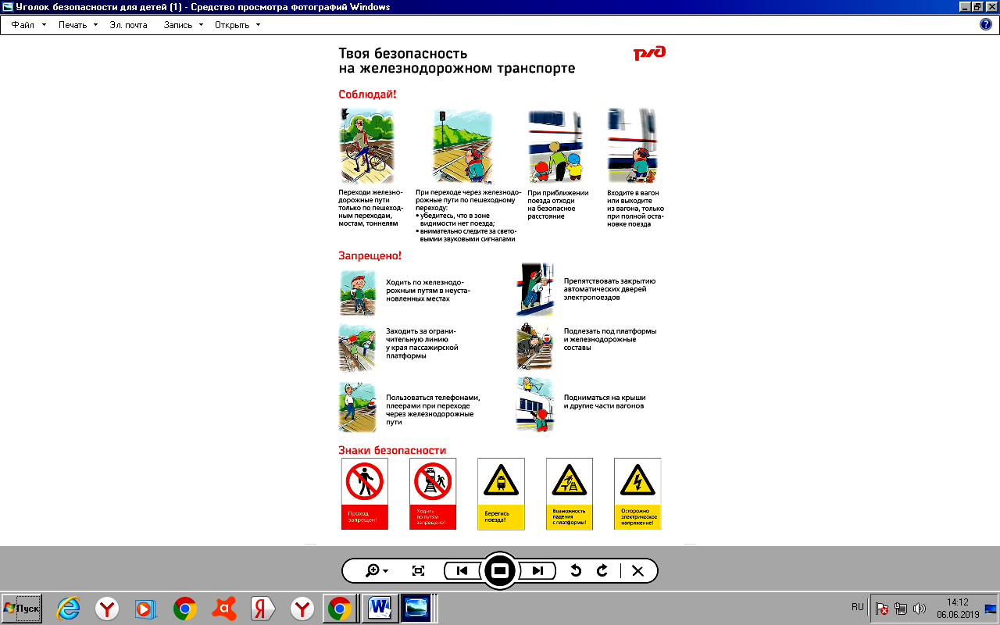 Уголок безопасности для детей (1) - Средство просмотра фотографий Windows
Файл Печать Эл. почта Запись Открыть
Твоя безопасность
на железнодорожном транспорте
РЖД
Соблюдай!
Переходи железно-
дорожные пути
только по пешеход-
ным переходам,
мостам, тоннелям
При переходе через железнодо-
рожные пути по пешеходному
переходу:
• убедитесь, что в зоне
видимости нет поезда;
• внимательно следите за свето-
выми звуковыми сигналами
При приближении
поезда отходи
на безопасное
расстояние
Входите в вагон
или выходите
из вагона, только
при полной оста-
новке поезда
Запрещено!
Ходить по железнодо-
рожным путям в неуста-
новленных местах
Препятствовать закрытию
автоматических дверей
электропоездов
Заходить за ограни-
чительную линию
у края пассажирской
платформы
Подлезать под платформы
и железнодорожные
составы
Пользоваться телефонами,
плеерами при переходе
через железнодорожные
пути
Подниматься на крыши
и другие части вагонов
Знаки безопасности
Проход
запрещен!
Ходить
по путям
запрещено!
Берегись
поезда!
Возможность
падения
с платформы!
Осторожно
электрическое
напряжение!
Пуск
RU
14:12
06.06.2019